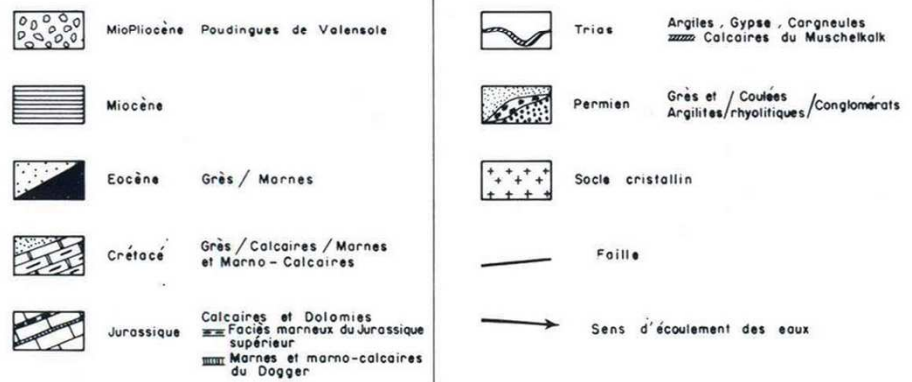 MioPliocène Poudingues de Valensole
Miocène
Eocène Grès / Marnes
Crétacé Grès / Calcaires / Marnes
et Marno - Calcaires
Jurassique Calcaires et Dolomies
Faciès marneux du Jurassique
supérieur
Marnes et marno-calcaires
du Dogger
Trias Argiles , Gypse , Cargneules
Calcaires du Muschelkalk
Permien Grès et / Coulées / Conglomérats
Argilites / rhyolitiques
Socle cristallin
Faille
Sens d'écoulement des eaux